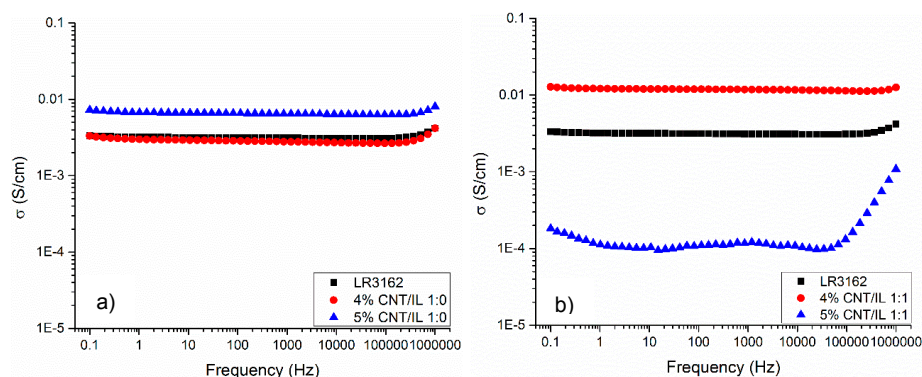 0.1
0.01
1E-3
1E-4
1E-5
σ (S/cm)
a)
LR3162
4% CNT/IL 1:0
5% CNT/IL 1:0
0.1 1 10 100 1000 10000 100000 1000000
Frequency (Hz)
0.1
0.01
1E-3
1E-4
1E-5
σ (S/cm)
b)
LR3162
4% CNT/IL 1:1
5% CNT/IL 1:1
0.1 1 10 100 1000 10000 100000 1000000
Frequency (Hz)